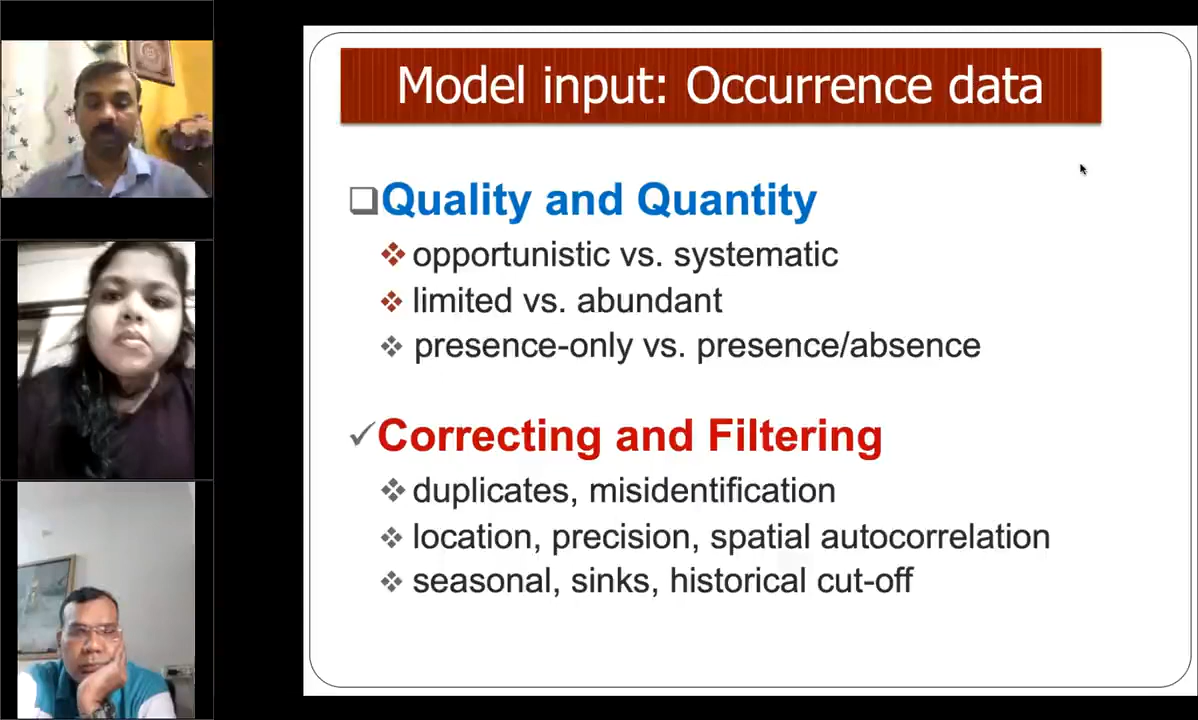 Model input: Occurrence data
Quality and Quantity
opportunistic vs. systematic
limited vs. abundant
presence-only vs. presence/absence
Correcting and Filtering
duplicates, misidentification
location, precision, spatial autocorrelation
seasonal, sinks, historical cut-off